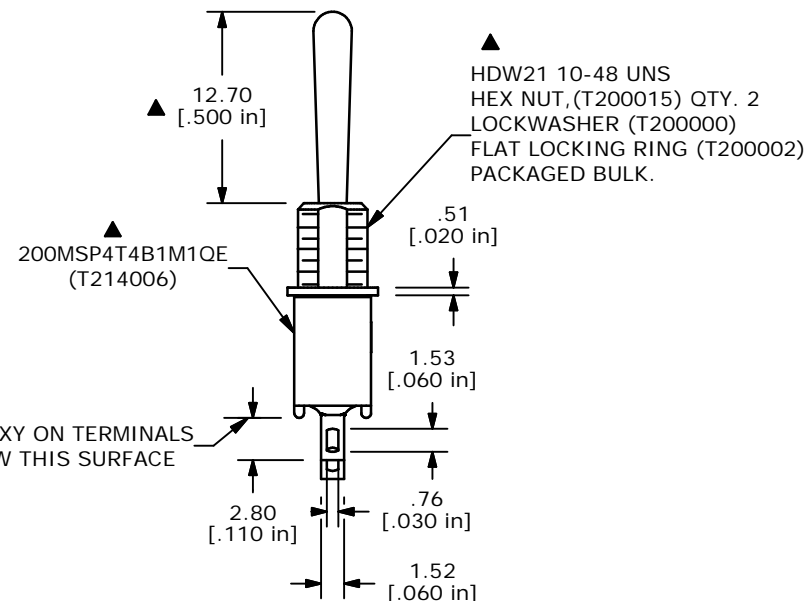 12.70
[.500 in]
HDW21 10-48 UNS
HEX NUT,(T200015) QTY. 2
LOCKWASHER (T200000)
FLAT LOCKING RING (T200002)
PACKAGED BULK.
.51
[.020 in]
200MSP4T4B1M1QE
(T214006)
1.53
[.060 in]
XY ON TERMINALS
W THIS SURFACE
2.80
[.110 in]
.76
[.030 in]
1.52
[.060 in]